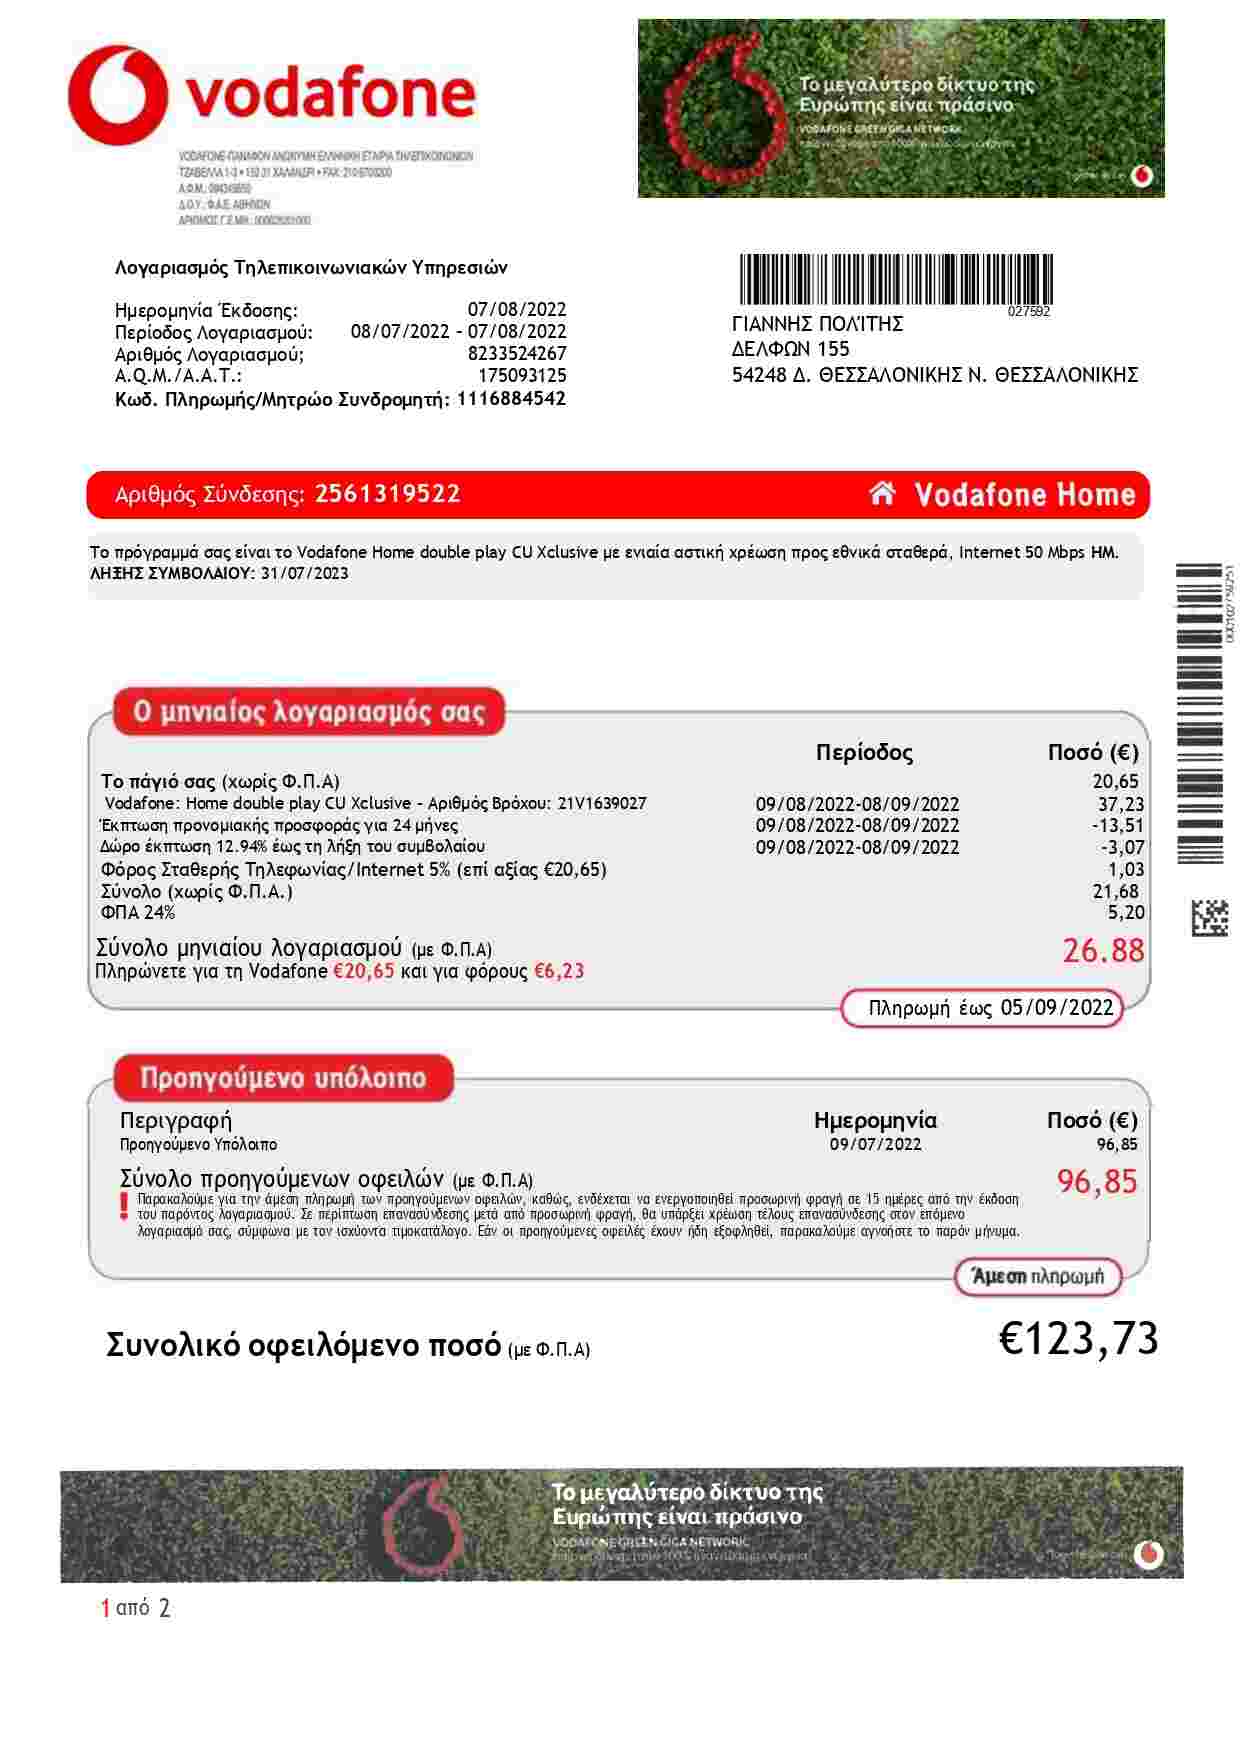 vodafone
VODAFONE-ΠΑΝΑΦΟΝ ΑΝΩΝΥΜΗ ΕΛΛΗΝΙΚΗ ΕΤΑΙΡΙΑ ΤΗΛΕΠΙΚΟΙΝΩΝΙΩΝ
ΤΖΑΒΕΛΛΑ 1-3 • 152 31 ΧΑΛΑΝΔΡΙ • FAX: 210 6703200
Α.Φ.Μ.:
Δ.Ο.Υ.: Φ.Α.Ε. ΑΘΗΝΩΝ
ΑΡΙΘΜΟΣ Γ.Ε.ΜΗ.:
Το μεγαλύτερο δίκτυο της
Ευρώπης είναι πράσινο
VODAFONE GREEN GIGA NETWORK
Λογαριασμός Τηλεπικοινωνιακών Υπηρεσιών
Ημερομηνία Έκδοσης: 07/08/2022
Περίοδος Λογαριασμού: 08/07/2022 - 07/08/2022
Αριθμός Λογαριασμού; 8233524267
A.Q.M./A.A.T.: 175093125
Κωδ. Πληρωμής/Μητρώο Συνδρομητή: 1116884542
027592
ΓΙΑΝΝΗΣ ΠΟΛΊΤΗΣ
ΔΕΛΦΩΝ 155
54248 Δ. ΘΕΣΣΑΛΟΝΙΚΗΣ Ν. ΘΕΣΣΑΛΟΝΙΚΗΣ
Αριθμός Σύνδεσης: 2561319522 Vodafone Home
Το πρόγραμμά σας είναι το Vodafone Home double play CU Xclusive με ενιαία αστική χρέωση προς εθνικά σταθερά, Internet 50 Mbps ΗΜ.
ΛΗΞΗΣ ΣΥΜΒΟΛΑΙΟΥ: 31/07/2023
Ο μηνιαίος λογαριασμός σας
Περίοδος Ποσό (€)
Το πάγιό σας (χωρίς Φ.Π.Α) 20,65
Vodafone: Home double play CU Xclusive - Αριθμός Βρόχου: 21V1639027 09/08/2022-08/09/2022 37,23
Έκπτωση προνομιακής προσφοράς για 24 μήνες 09/08/2022-08/09/2022 -13,51
Δώρο έκπτωση 12.94% έως τη λήξη του συμβολαίου 09/08/2022-08/09/2022 -3,07
Φόρος Σταθερής Τηλεφωνίας/Internet 5% (επί αξίας €20,65) 1,03
Σύνολο (χωρίς Φ.Π.Α.) 21,68
ΦΠΑ 24% 5,20
Σύνολο μηνιαίου λογαριασμού (με Φ.Π.Α) 26.88
Πληρώνετε για τη Vodafone €20,65 και για φόρους €6,23
Πληρωμή έως 05/09/2022
Προηγούμενο υπόλοιπο
Περιγραφή Ημερομηνία Ποσό (€)
Προηγούμενο Υπόλοιπο 09/07/2022 96,85
Σύνολο προηγούμενων οφειλών (με Φ.Π.Α) 96,85
Παρακαλούμε για την άμεση πληρωμή των προηγούμενων οφειλών, καθώς, ενδέχεται να ενεργοποιηθεί προσωρινή φραγή σε 15 ημέρες από την έκδοση
του παρόντος λογαριασμού. Σε περίπτωση επανασύνδεσης μετά από προσωρινή φραγή, θα υπάρξει χρέωση τέλους επανασύνδεσης στον επόμενο
λογαριασμό σας, σύμφωνα με τον ισχύοντα τιμοκατάλογο. Εάν οι προηγούμενες οφειλές έχουν ήδη εξοφληθεί, παρακαλούμε αγνοήστε το παρόν μήνυμα.
Άμεση πληρωμή
Συνολικό οφειλόμενο ποσό (με Φ.Π.Α) €123,73
Το μεγαλύτερο δίκτυο της
Ευρώπης είναι πράσινο
VODAFONE GREEN GIGA NETWORK
1 από 2